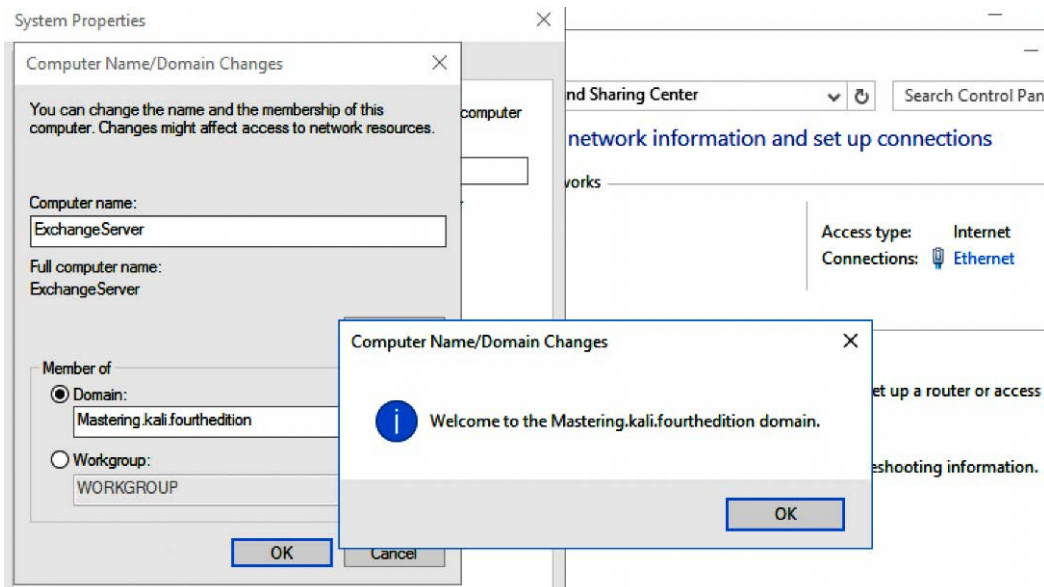 System Properties
Computer Name/Domain Changes
You can change the name and the membership of this
computer. Changes might affect access to network resources.
Computer name:
ExchangeServer
Full computer name:
ExchangeServer
Member of
Domain:
Mastering.kali.fourthedition
Workgroup:
WORKGROUP
OK
Cancel
computer
nd Sharing Center
Search Control Pan
network information and set up connections
works
Access type: Internet
Connections: Ethernet
Computer Name/Domain Changes
Welcome to the Mastering.kali.fourthedition domain.
OK
et up a router or access
eshooting information.